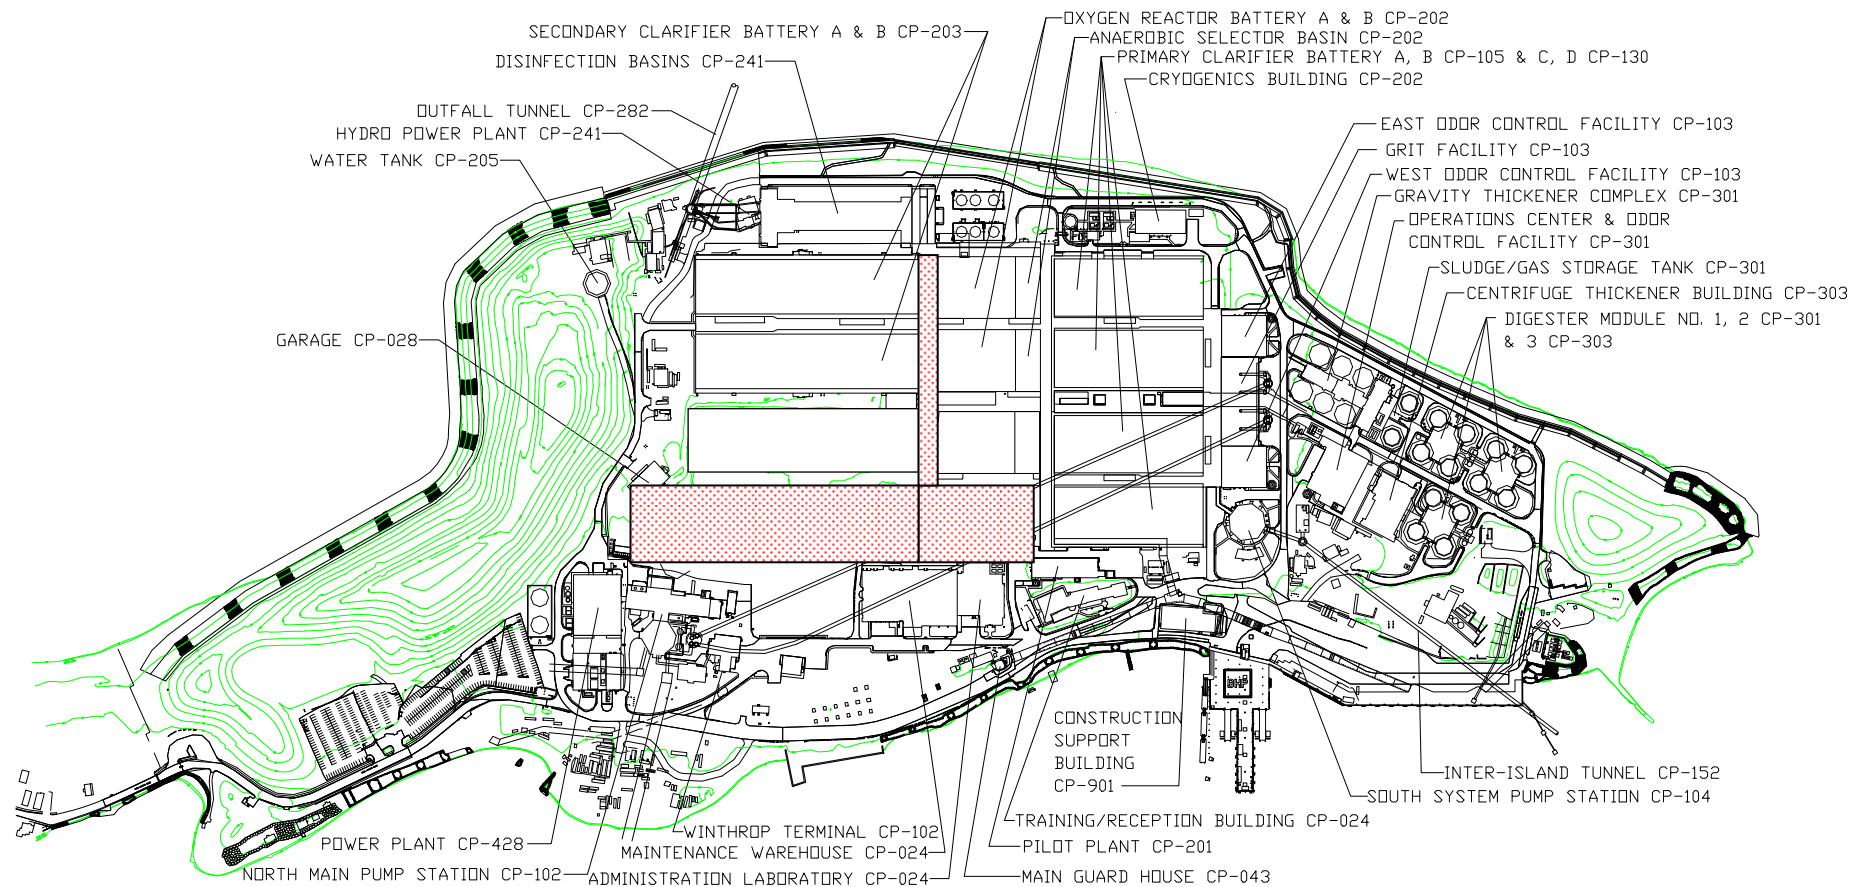 SECONDARY CLARIFIER BATTERY A & B CP-203
DISINFECTION BASINS CP-241
OUTFALL TUNNEL CP-282
HYDRO POWER PLANT CP-241
WATER TANK CP-205
GARAGE CP-028
OXYGEN REACTOR BATTERY A & B CP-202
ANAEROBIC SELECTOR BASIN CP-202
PRIMARY CLARIFIER BATTERY A, B CP-105 & C, D CP-130
CRYOGENICS BUILDING CP-202
EAST ODOR CONTROL FACILITY CP-103
GRIT FACILITY CP-103
WEST ODOR CONTROL FACILITY CP-103
GRAVITY THICKENER COMPLEX CP-301
OPERATIONS CENTER & ODOR
CONTROL FACILITY CP-301
SLUDGE/GAS STORAGE TANK CP-301
CENTRIFUGE THICKENER BUILDING CP-303
DIGESTER MODULE NO. 1, 2 CP-301
& 3 CP-303
BHP
CONSTRUCTION
SUPPORT
BUILDING
CP-901
INTER-ISLAND TUNNEL CP-152
SOUTH SYSTEM PUMP STATION CP-104
TRAINING/RECEPTION BUILDING CP-024
PILOT PLANT CP-201
MAIN GUARD HOUSE CP-043
WINTHROP TERMINAL CP-102
MAINTENANCE WAREHOUSE CP-024
ADMINISTRATION LABORATORY CP-024
POWER PLANT CP-428
NORTH MAIN PUMP STATION CP-102